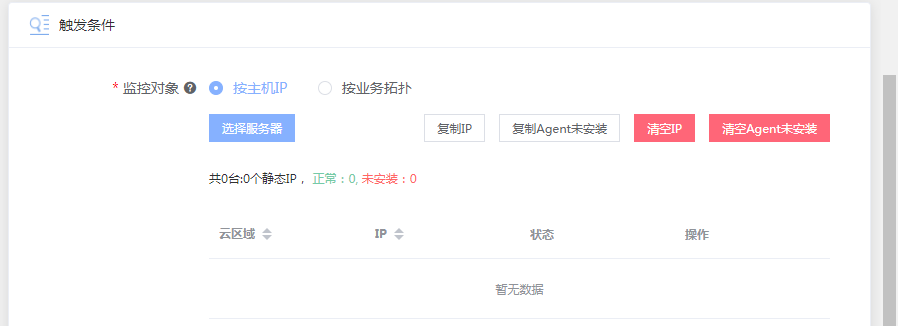 触发条件
* 监控对象 ? 按主机IP 按业务拓扑
选择服务器 复制IP 复制Agent未安装 清空IP 清空Agent未安装
共0台:0个静态IP， 正常：0, 未安装：0
云区域 IP 状态 操作
暂无数据